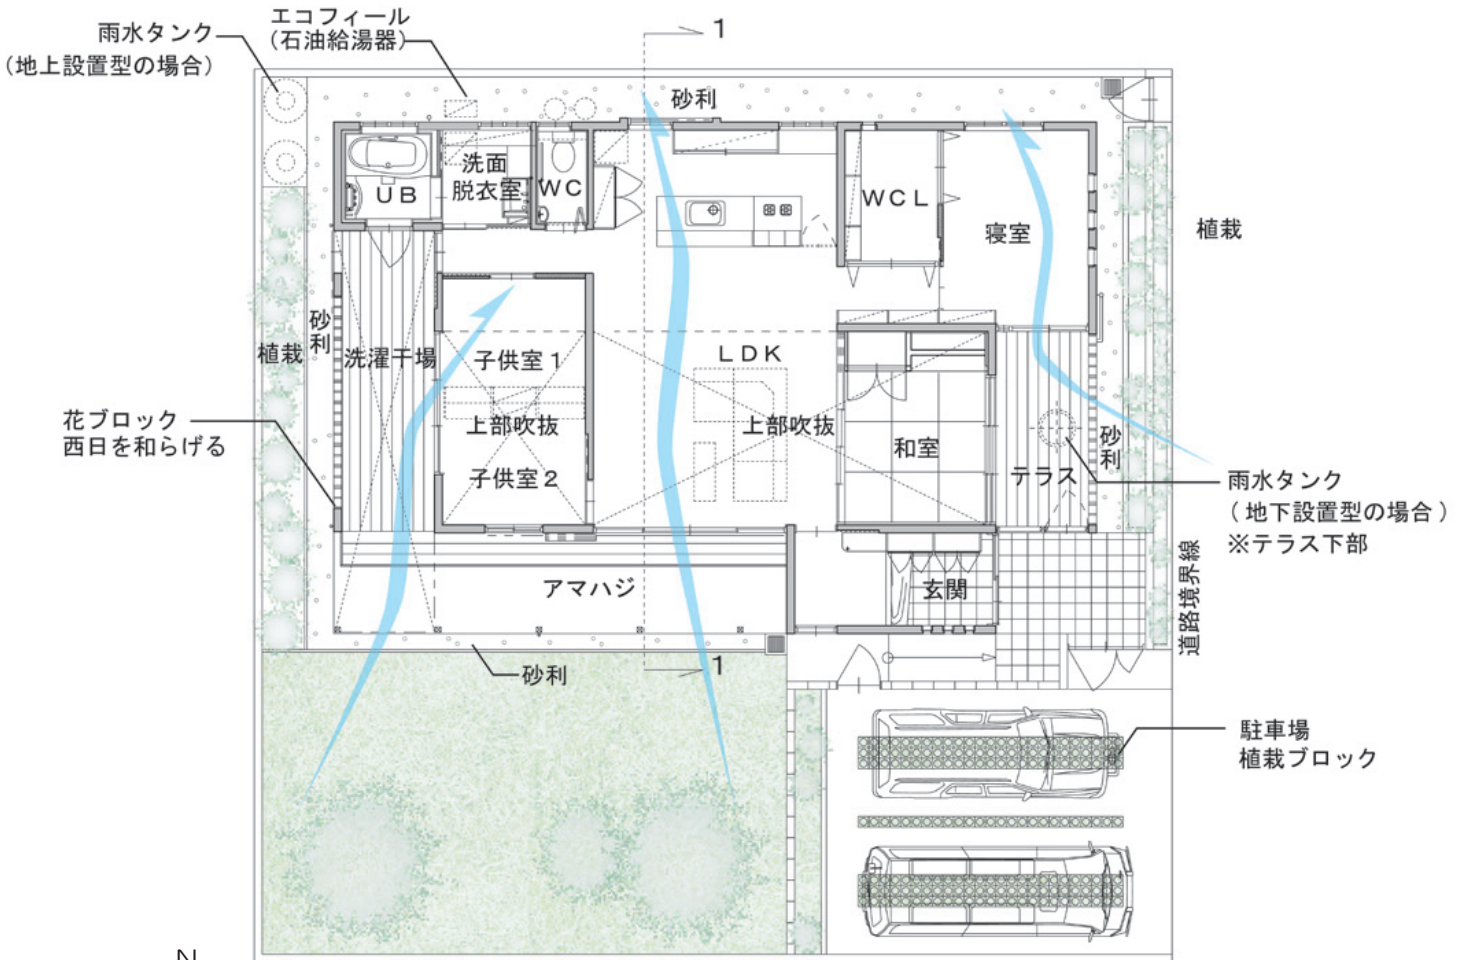 エコフィール
（石油給湯器）
雨水タンク
（地上設置型の場合）
1
砂利
洗面
脱衣室
UB
WC
WCL
寝室
植栽
砂利
植栽
洗濯干場
子供室1
LDK
上部吹抜
上部吹抜
子供室2
和室
テラス
砂利
花ブロック
西日を和らげる
雨水タンク
（地下設置型の場合）
※テラス下部
アマハジ
玄関
道路境界線
砂利
1
駐車場
植栽ブロック
N